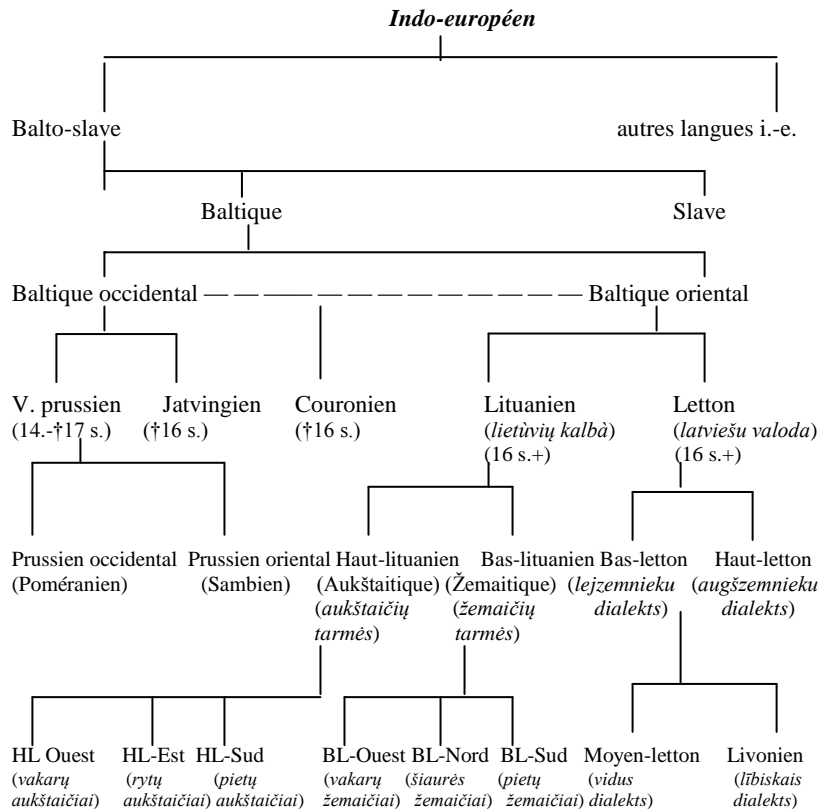 Indo-européen
Balto-slave autres langues i.-e.
Baltique Slave
Baltique occidental — — — — — — — — — — — — — Baltique oriental
V. prussien Jatvingien Couronien Lituanien Letton
(14.-†17 s.) (†16 s.) (†16 s.) (lietùvių kalbà) (latviešu valoda)
(16 s.+) (16 s.+)
Prussien occidental Prussien oriental Haut-lituanien Bas-lituanien Bas-letton Haut-letton
(Poméranien) (Sambien) (Aukštaitique) (Žemaitique) (lejzemnieku (augšzemnieku
(aukštaičių (žemaičių dialekts) dialekts)
tarmės) tarmės)
HL Ouest HL-Est HL-Sud BL-Ouest BL-Nord BL-Sud Moyen-letton Livonien
(vakarų (rytų (pietų (vakarų (šiaurės (pietų (vidus (lībiskais
aukštaičiai) aukštaičiai) aukštaičiai) žemaičiai) žemaičiai) žemaičiai) dialekts) dialekts)